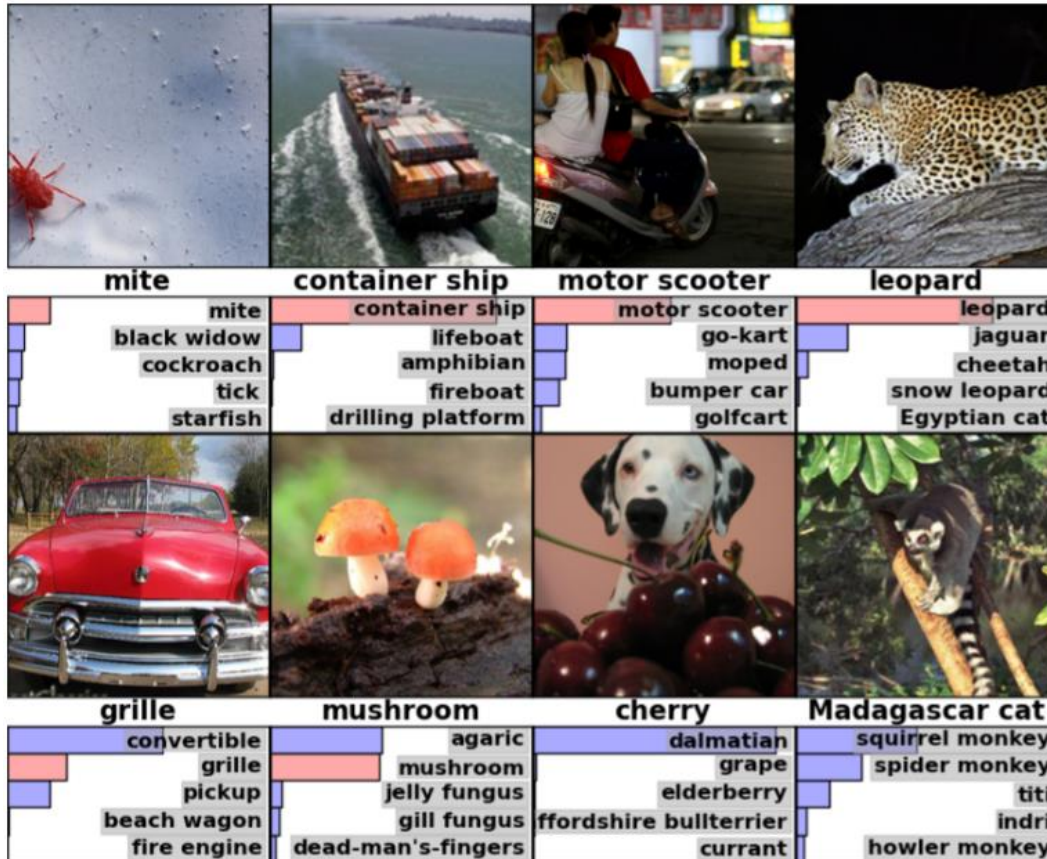 mite
container ship
motor scooter
leopard
mite
black widow
cockroach
tick
starfish
container ship
lifeboat
amphibian
fireboat
drilling platform
motor scooter
go-kart
moped
bumper car
golfcart
leopard
jaguar
cheetah
snow leopard
Egyptian cat
grille
mushroom
cherry
Madagascar cat
convertible
grille
pickup
beach wagon
fire engine
agaric
mushroom
jelly fungus
gill fungus
dead-man's-fingers
dalmatian
grape
elderberry
ffordshire bullterrier
currant
squirrel monkey
spider monkey
titi
indri
howler monkey